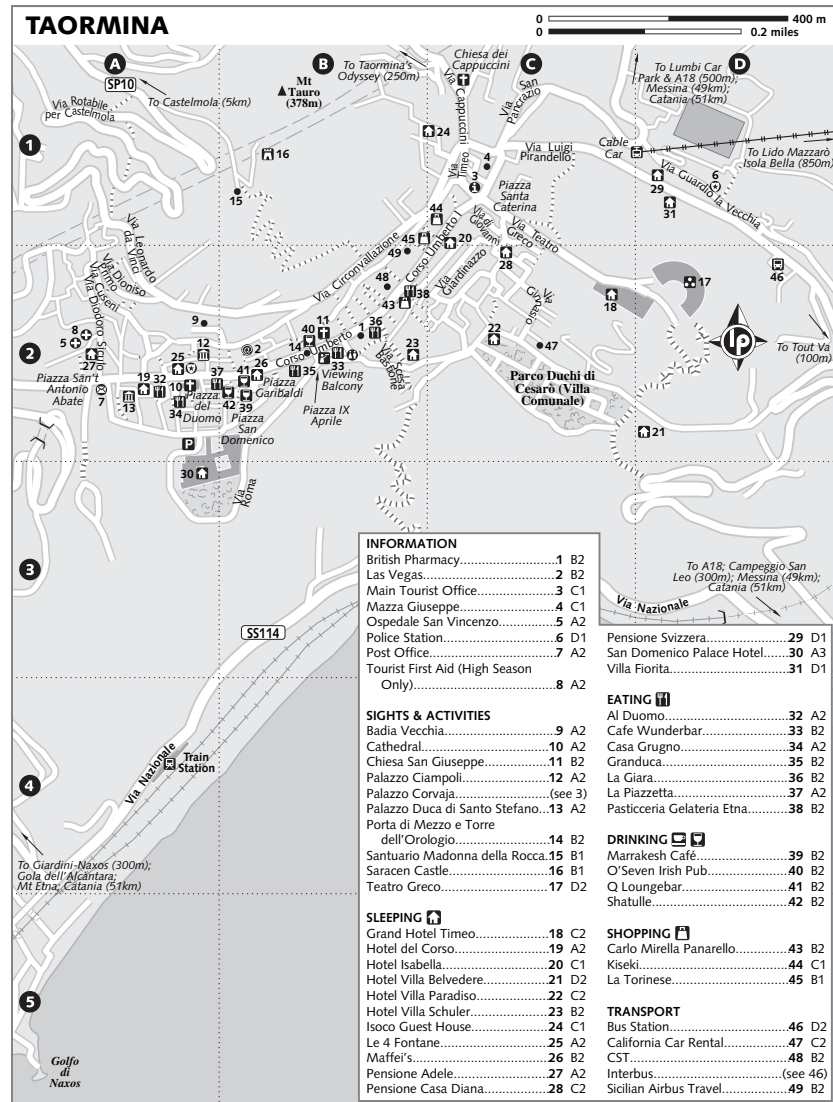 TAORMINA
0 400 m
0 0.2 miles
A
B
C
D
SP10
To Castelmola (5km)
Via Rotabile
per Castelmola
Mt
Tauro
(378m)
To Taormina's
Odyssey (250m)
Chiesa dei
Cappuccini
Via Cappuccini
Via San
Pancrazio
To Lumbi Car
Park & A18 (500m);
Messina (49km);
Catania (51km)
1
16
15
24
Via Timeo
4
3
Via Luigi
Pirandello
Cable
Car
To Lido Mazzarò
Isola Bella (850m)
6
29
31
Via Guardio la Vecchia
Piazza
Santa
Caterina
44
45
20
49
Via di
Giovanni
Via Teatro
Greco
28
46
Via Leonardo
da Vinci
Via Dioniso
Primo
Via Cuseni
Via Diodoro Siculo
Via Circonvallazione
Corso Umberto I
Via
Giardinazzo
48
43
38
18
17
Via
Ginnasio
2
8
5
27
9
12
2
40
11
14
1
36
23
22
47
To Tout Va
(100m)
Corso Umberto I
Piazza San't
Antonio
Abate
7
19
32
25
10
37
41
26
35
33
13
34
Piazza
del
Duomo
42
39
Piazza
Garibaldi
Viewing
Balcony
Via Scesa
Bastione
Piazza IX
Aprile
Piazza
San
Domenico
Parco Duchi di
Cesarò (Villa
Comunale)
21
P
30
Via
Roma
lp
3
SS114
To A18; Campeggio San
Leo (300m); Messina (49km);
Catania (51km)
Via Nazionale
4
Via Nazionale
Train
Station
To Giardini-Naxos (300m);
Gola dell'Alcantara;
Mt Etna; Catania (51km)
5
Golfo
di
Naxos
INFORMATION
British Pharmacy 1 B2
Las Vegas 2 B2
Main Tourist Office 3 C1
Mazza Giuseppe 4 C1
Ospedale San Vincenzo 5 A2
Police Station 6 D1
Post Office 7 A2
Tourist First Aid (High Season
Only) 8 A2
SIGHTS & ACTIVITIES
Badia Vecchia 9 A2
Cathedral 10 A2
Chiesa San Giuseppe 11 B2
Palazzo Ciampoli 12 A2
Palazzo Corvaja (see 3)
Palazzo Duca di Santo Stefano 13 A2
Porta di Mezzo e Torre
dell'Orologio 14 B2
Santuario Madonna della Rocca 15 B1
Saracen Castle 16 B1
Teatro Greco 17 D2
SLEEPING
Grand Hotel Timeo 18 C2
Hotel del Corso 19 A2
Hotel Isabella 20 C1
Hotel Villa Belvedere 21 D2
Hotel Villa Paradiso 22 C2
Hotel Villa Schuler 23 B2
Isoco Guest House 24 C1
Le 4 Fontane 25 A2
Maffei's 26 B2
Pensione Adele 27 A2
Pensione Casa Diana 28 C2
Pensione Svizzera 29 D1
San Domenico Palace Hotel 30 A3
Villa Fiorita 31 D1
EATING
Al Duomo 32 A2
Cafe Wunderbar 33 B2
Casa Grugno 34 A2
Granduca 35 B2
La Giara 36 B2
La Piazzetta 37 A2
Pasticceria Gelateria Etna 38 B2
DRINKING
Marrakesh Café 39 B2
O'Seven Irish Pub 40 B2
Q Loungebar 41 B2
Shatulle 42 B2
SHOPPING
Carlo Mirella Panarello 43 B2
Kiseki 44 C1
La Torinese 45 B1
TRANSPORT
Bus Station 46 D2
California Car Rental 47 C2
CST 48 B2
Interbus (see 46)
Sicilian Airbus Travel 49 B2